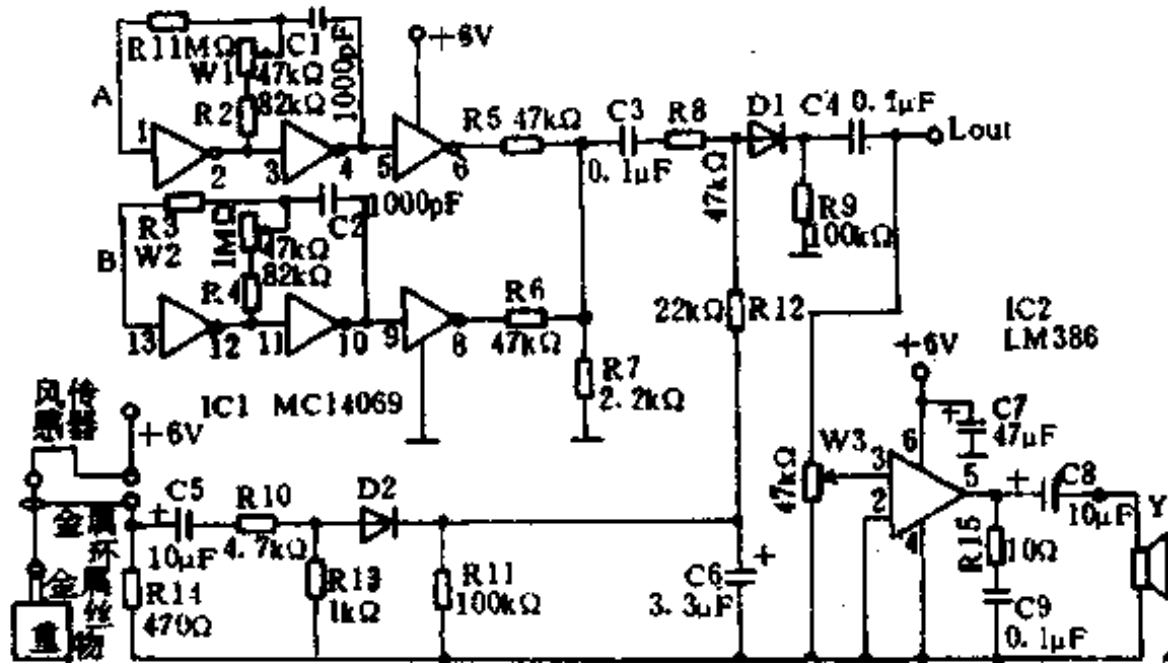 R1 1MΩ
W1
47kΩ
C1
1000pF
+6V
A
R2
82kΩ
1
2
3
4
5
6
R5 47kΩ
C3
0.1μF
R8
47kΩ
D1
C4
0.1μF
Lout
R9
100kΩ
R3
W2
1MΩ
47kΩ
C2
1000pF
B
R4
82kΩ
13
12
11
10
9
8
R6
47kΩ
22kΩ
R12
R7
2.2kΩ
IC1 MC14069
IC2
LM386
+6V
风传
感器
+6V
C7
47μF
W3
47kΩ
3
2
6
5
4
+
C8
10μF
Y
R15
10Ω
C9
0.1μF
金属环
金属丝
重物
+
C5
10μF
R10
4.7kΩ
D2
R14
470Ω
R13
1kΩ
R11
100kΩ
C6
+
3.3μF